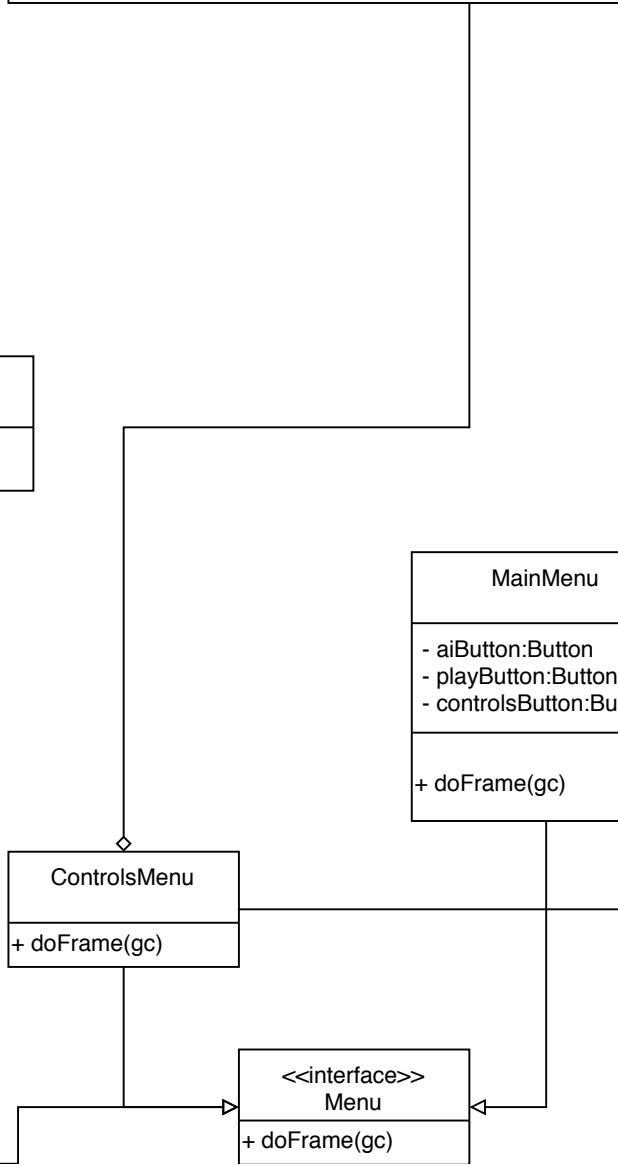 MainMenu
- aiButton:Button
- playButton:Button
- controlsButton:Bu
+ doFrame(gc)
ControlsMenu
+ doFrame(gc)
<<interface>>
Menu
+ doFrame(gc)